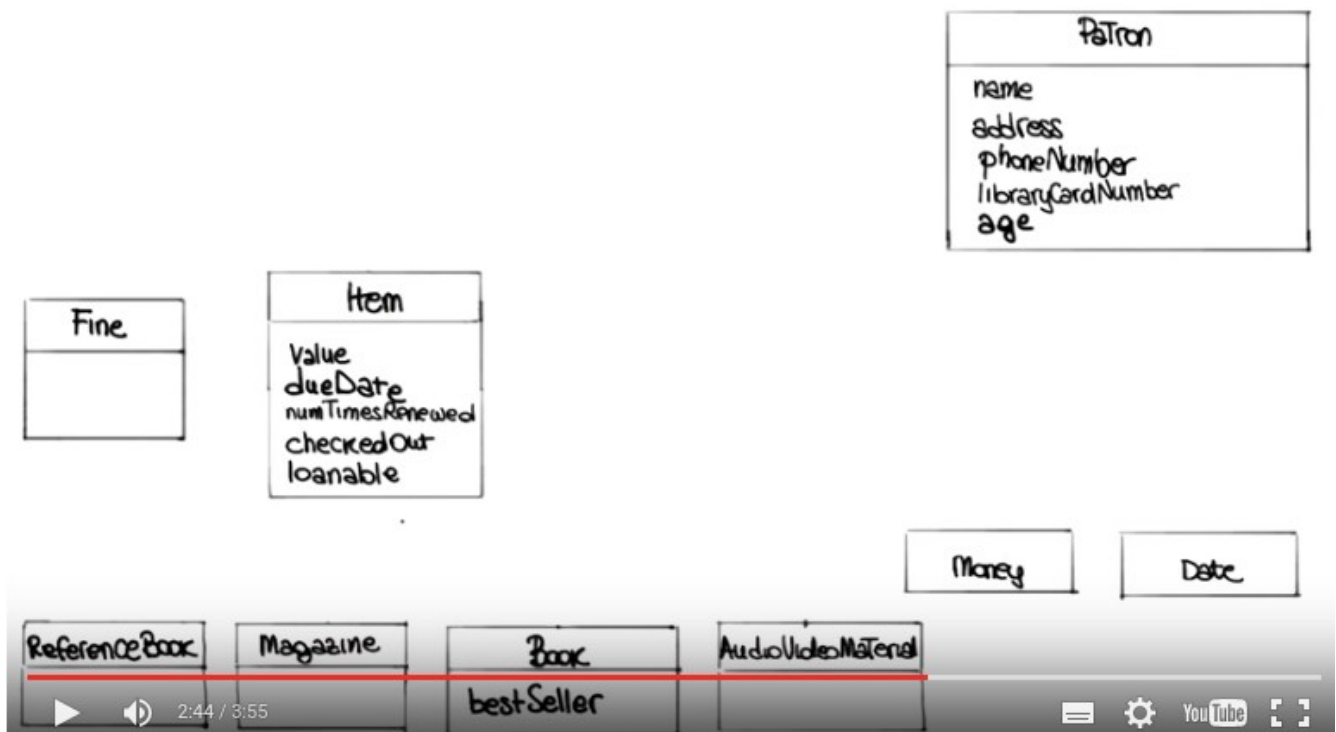 Patron
name
address
phoneNumber
libraryCardNumber
age
Fine
Item
Value
dueDate
numTimesRenewed
checkedOut
loanable
Money
Date
ReferenceBook
Magazine
Book
bestSeller
AudioVideoMaterial
2:44 / 3:55
YouTube